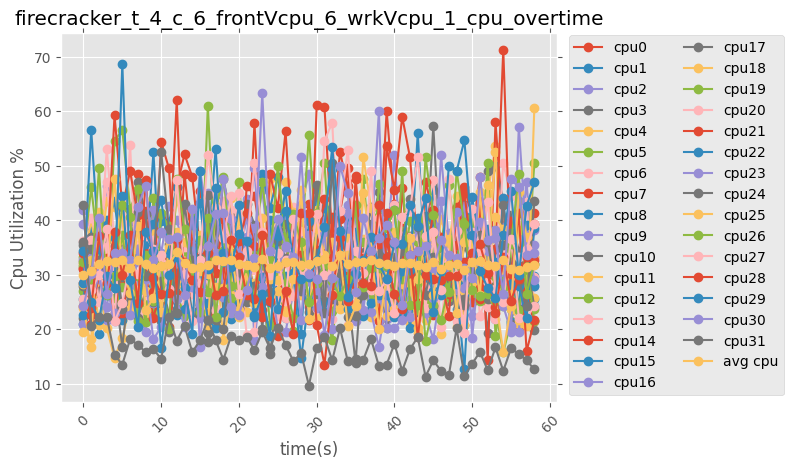 firecracker_t_4_c_6_frontVcpu_6_wrkVcpu_1_cpu_overtime
Cpu Utilization %
70
60
50
40
30
20
10
0
10
20
30
40
50
60
time(s)
cpu0
cpu1
cpu2
cpu3
cpu4
cpu5
cpu6
cpu7
cpu8
cpu9
cpu10
cpu11
cpu12
cpu13
cpu14
cpu15
cpu16
cpu17
cpu18
cpu19
cpu20
cpu21
cpu22
cpu23
cpu24
cpu25
cpu26
cpu27
cpu28
cpu29
cpu30
cpu31
avg cpu